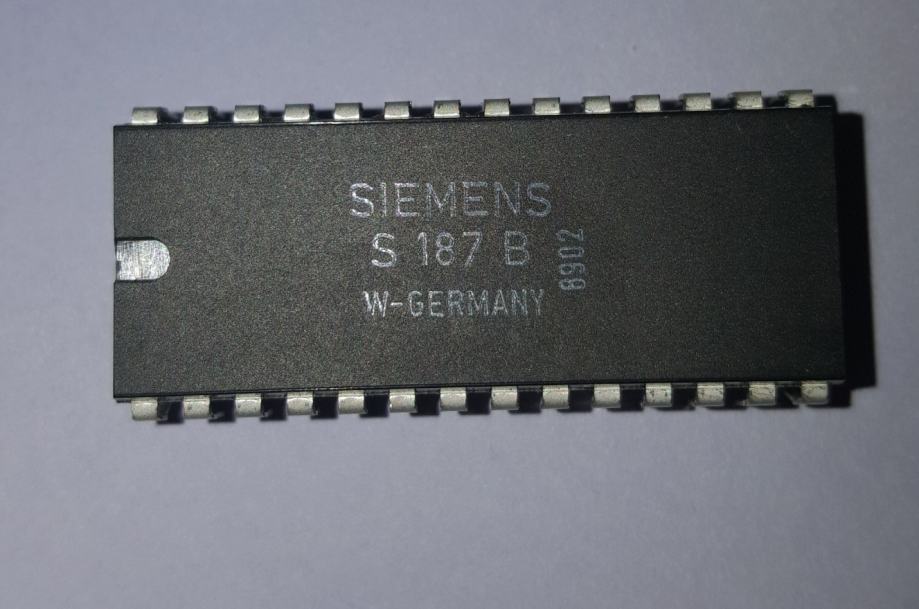 SIEMENS
S 187 B
8902
W-GERMANY